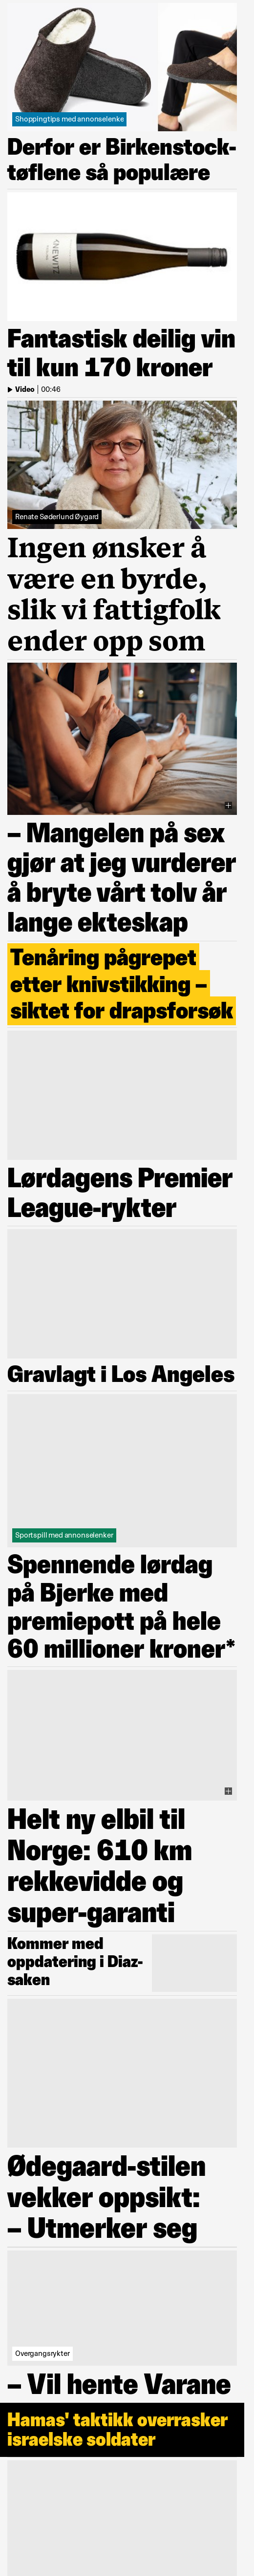 Shoppingtips med annonselenke
Derfor er Birkenstock-
tøflene så populære
NEWITZ
Fantastisk deilig vin
til kun 170 kroner
Video | 00:46
Renate Søderlund Øygard
Ingen ønsker å
være en byrde,
slik vi fattigfolk
ender opp som
– Mangelen på sex
gjør at jeg vurderer
å bryte vårt tolv år
lange ekteskap
Tenåring pågrepet
etter knivstikking –
siktet for drapsforsøk
Lørdagens Premier
League-rykter
Gravlagt i Los Angeles
Sportspill med annonselenker
Spennende lørdag
på Bjerke med
premiepott på hele
60 millioner kroner*
Helt ny elbil til
Norge: 610 km
rekkevidde og
super-garanti
Kommer med
oppdatering i Diaz-
saken
Ødegaard-stilen
vekker oppsikt:
– Utmerker seg
Overgangsrykter
– Vil hente Varane
Hamas' taktikk overrasker
israelske soldater